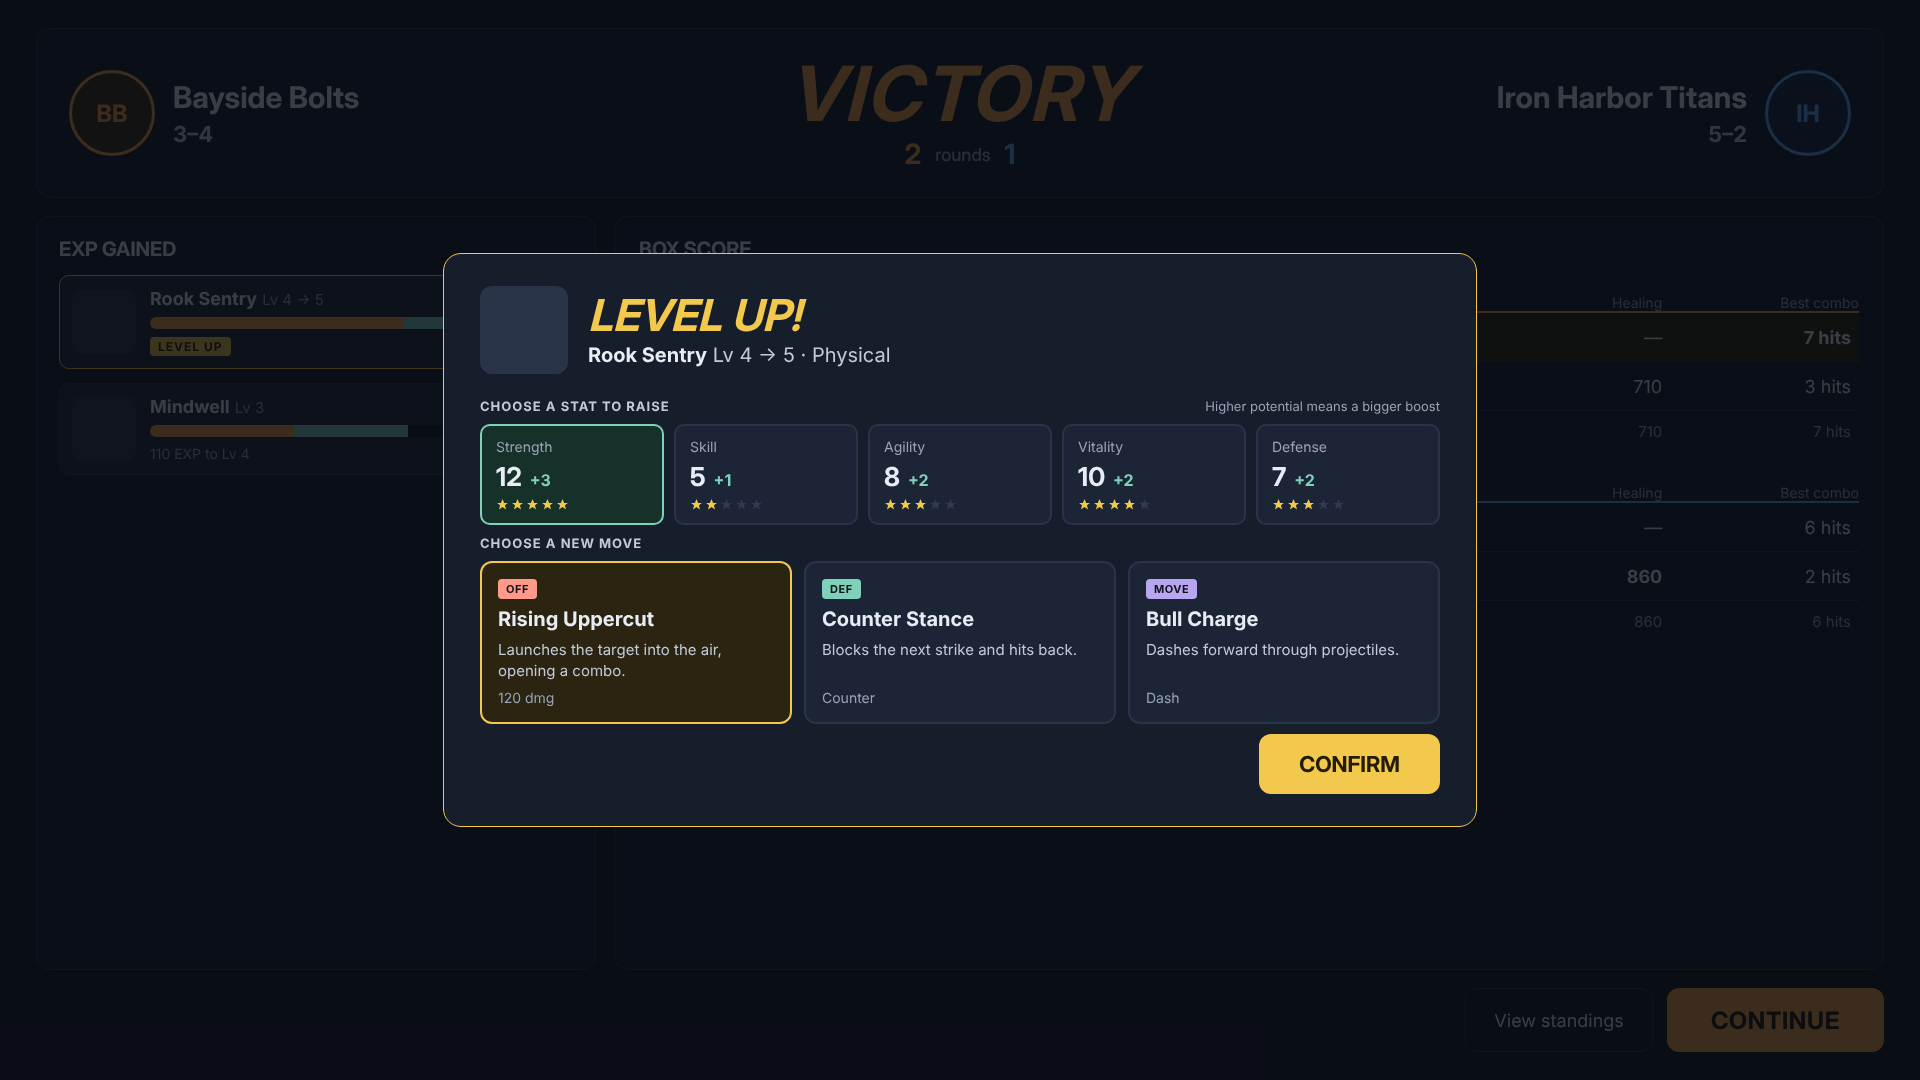 BB
Bayside Bolts
3–4
VICTORY
2 rounds 1
Iron Harbor Titans
5–2
IH
EXP GAINED
Rook Sentry Lv 4 → 5
LEVEL UP
Mindwell Lv 3
110 EXP to Lv 4
BOX SCORE
Healing Best combo
— 7 hits
710 3 hits
710 7 hits
Healing Best combo
— 6 hits
860 2 hits
860 6 hits
LEVEL UP!
Rook Sentry Lv 4 → 5 · Physical
CHOOSE A STAT TO RAISE
Higher potential means a bigger boost
Strength
12 +3
★★★★★
Skill
5 +1
★★★★★
Agility
8 +2
★★★★★
Vitality
10 +2
★★★★★
Defense
7 +2
★★★★★
CHOOSE A NEW MOVE
OFF
Rising Uppercut
Launches the target into the air,
opening a combo.
120 dmg
DEF
Counter Stance
Blocks the next strike and hits back.
Counter
MOVE
Bull Charge
Dashes forward through projectiles.
Dash
CONFIRM
View standings
CONTINUE